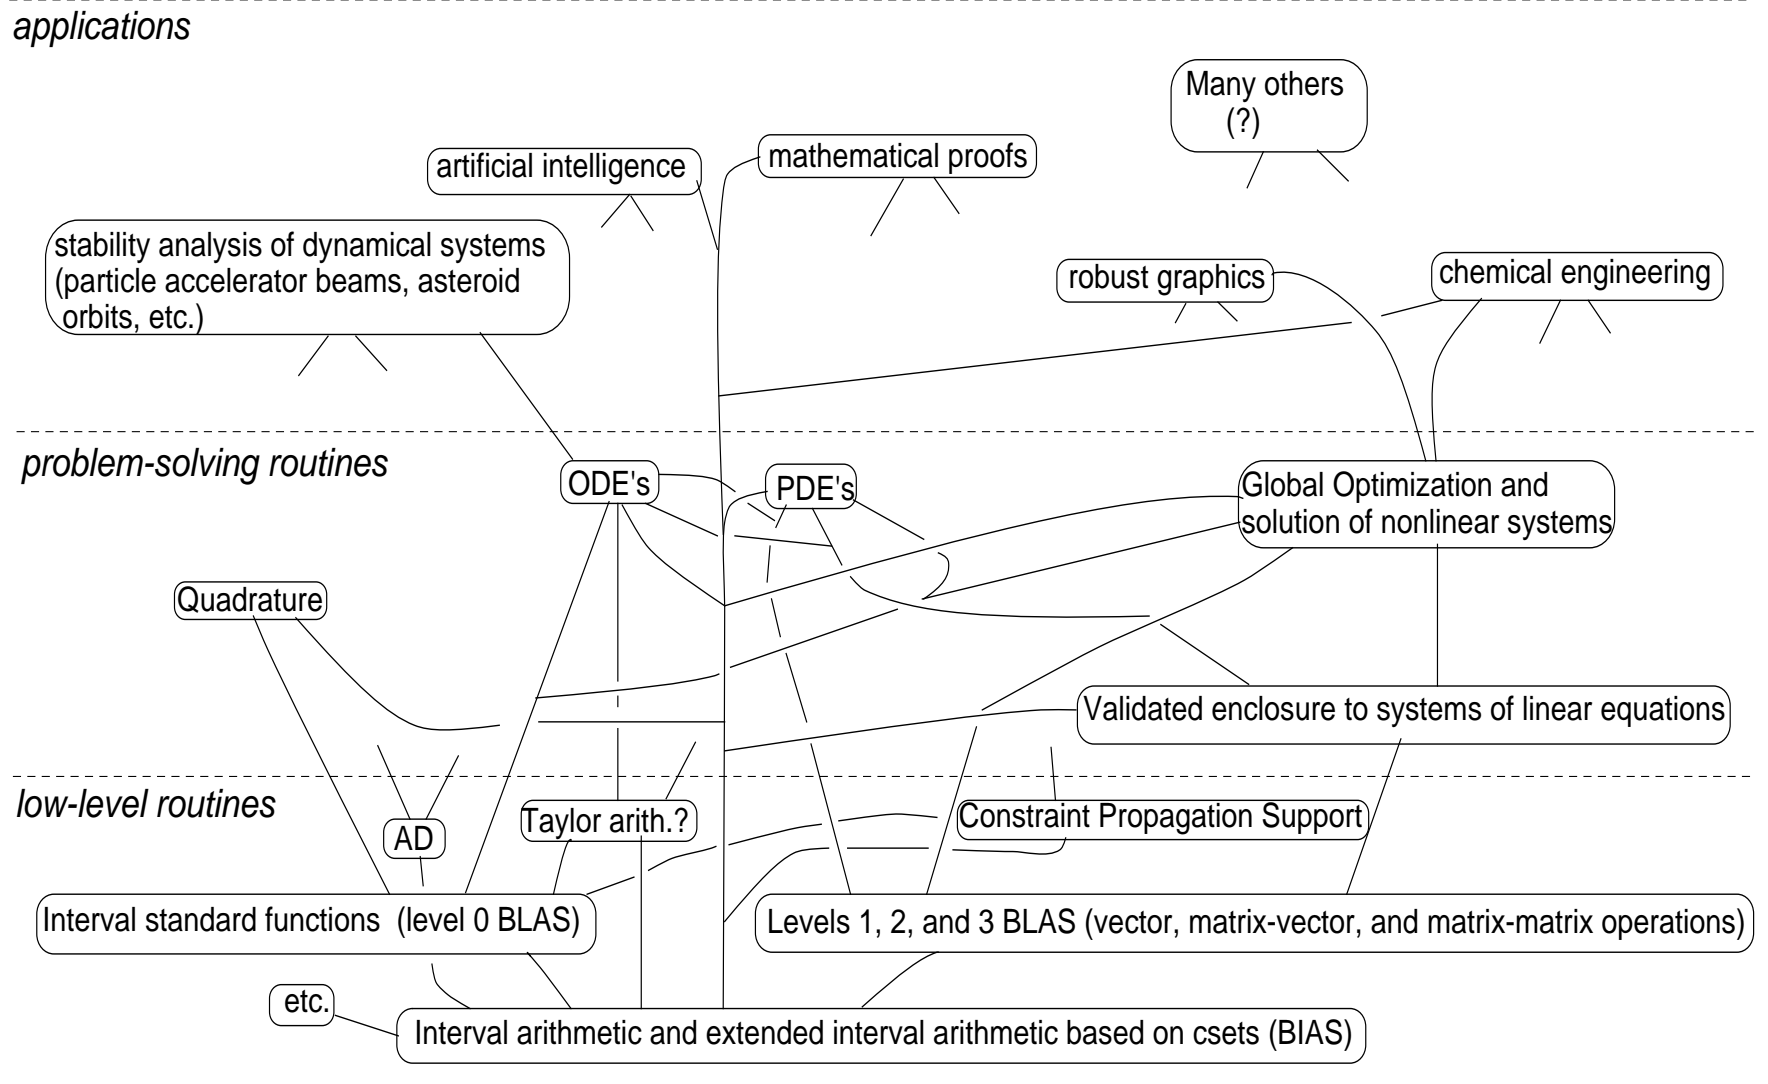 applications
Many others
(?)
artificial intelligence
mathematical proofs
stability analysis of dynamical systems
(particle accelerator beams, asteroid
orbits, etc.)
robust graphics
chemical engineering
problem-solving routines
ODE's
PDE's
Global Optimization and
solution of nonlinear systems
Quadrature
Validated enclosure to systems of linear equations
low-level routines
AD
Taylor arith.?
Constraint Propagation Support
Interval standard functions (level 0 BLAS)
Levels 1, 2, and 3 BLAS (vector, matrix-vector, and matrix-matrix operations)
etc.
Interval arithmetic and extended interval arithmetic based on csets (BIAS)